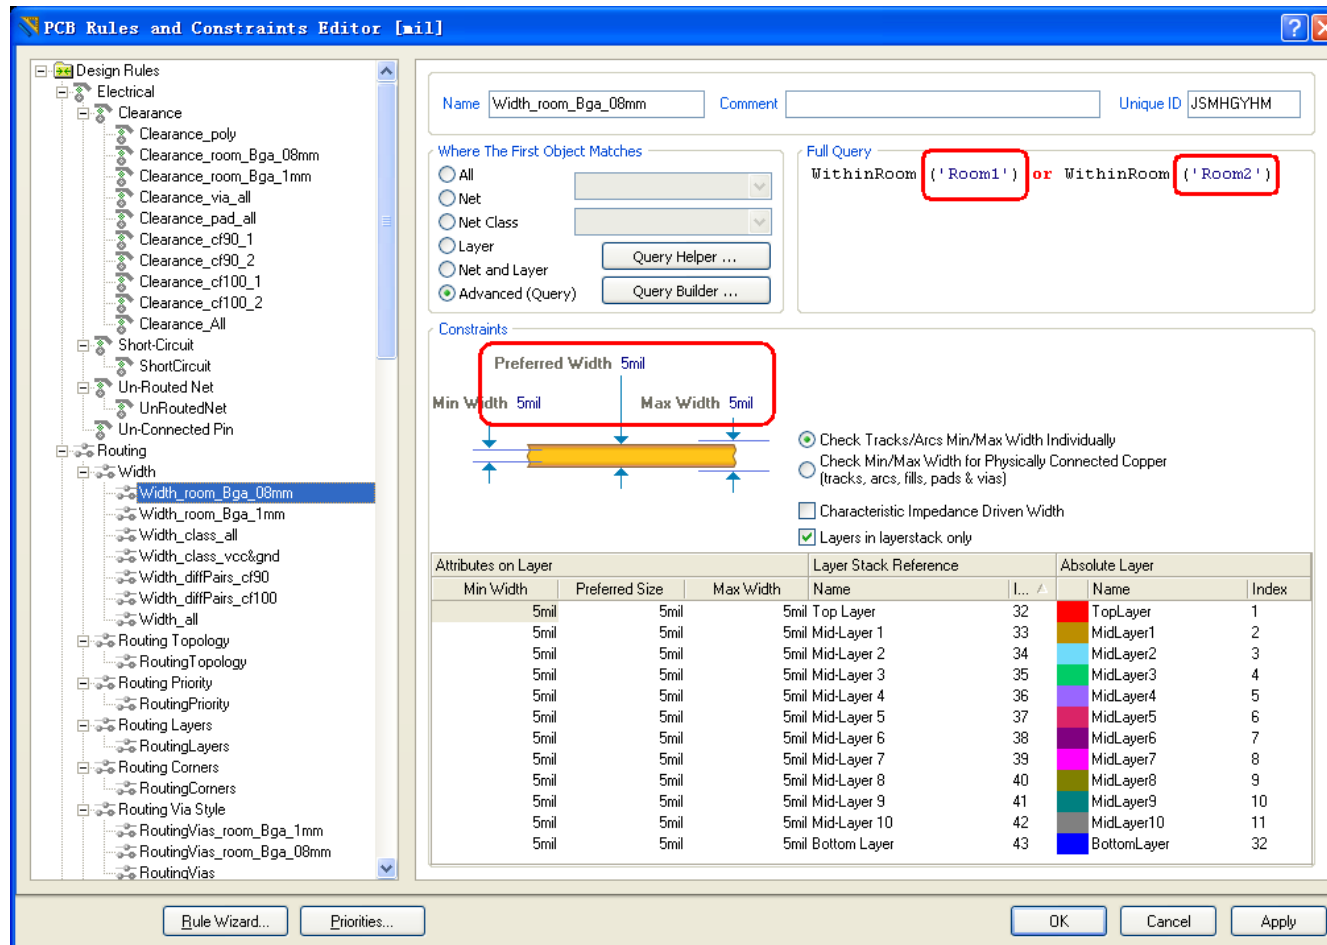 PCB Rules and Constraints Editor [mil]
Design Rules
Electrical
Clearance
Clearance_poly
Clearance_room_Bga_08mm
Clearance_room_Bga_1mm
Clearance_via_all
Clearance_pad_all
Clearance_cf90_1
Clearance_cf90_2
Clearance_cf100_1
Clearance_cf100_2
Clearance_All
Short-Circuit
ShortCircuit
Un-Routed Net
UnRoutedNet
Un-Connected Pin
Routing
Width
Width_room_Bga_08mm
Width_room_Bga_1mm
Width_class_all
Width_class_vcc&gnd
Width_diffPairs_cf90
Width_diffPairs_cf100
Width_all
Routing Topology
RoutingTopology
Routing Priority
RoutingPriority
Routing Layers
RoutingLayers
Routing Corners
RoutingCorners
Routing Via Style
RoutingVias_room_Bga_1mm
RoutingVias_room_Bga_08mm
RoutingVias
Name Width_room_Bga_08mm Comment Unique ID JSMHGYHM
Where The First Object Matches
All
Net
Net Class
Layer
Net and Layer
Advanced (Query)
Query Helper ...
Query Builder ...
Full Query
WithinRoom ('Room1') or WithinRoom ('Room2')
Constraints
Preferred Width 5mil
Min Width 5mil Max Width 5mil
Check Tracks/Arcs Min/Max Width Individually
Check Min/Max Width for Physically Connected Copper
(tracks, arcs, fills, pads & vias)
Characteristic Impedance Driven Width
Layers in layerstack only
Attributes on Layer Layer Stack Reference Absolute Layer
Min Width Preferred Size Max Width Name I... Name Index
5mil 5mil 5mil Top Layer 32 TopLayer 1
5mil 5mil 5mil Mid-Layer 1 33 MidLayer1 2
5mil 5mil 5mil Mid-Layer 2 34 MidLayer2 3
5mil 5mil 5mil Mid-Layer 3 35 MidLayer3 4
5mil 5mil 5mil Mid-Layer 4 36 MidLayer4 5
5mil 5mil 5mil Mid-Layer 5 37 MidLayer5 6
5mil 5mil 5mil Mid-Layer 6 38 MidLayer6 7
5mil 5mil 5mil Mid-Layer 7 39 MidLayer7 8
5mil 5mil 5mil Mid-Layer 8 40 MidLayer8 9
5mil 5mil 5mil Mid-Layer 9 41 MidLayer9 10
5mil 5mil 5mil Mid-Layer 10 42 MidLayer10 11
5mil 5mil 5mil Bottom Layer 43 BottomLayer 32
Rule Wizard... Priorities... OK Cancel Apply